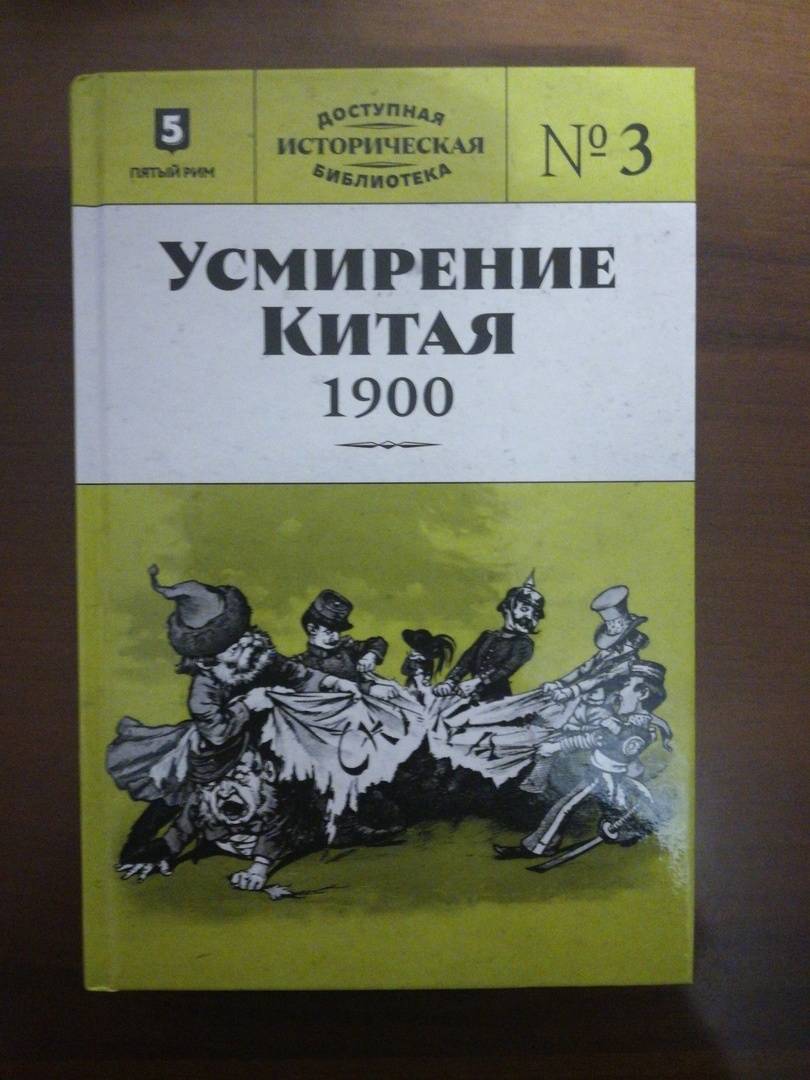 5
ПЯТЫЙ РИМ
ДОСТУПНАЯ
ИСТОРИЧЕСКАЯ
БИБЛИОТЕКА
№ 3
УСМИРЕНИЕ
КИТАЯ
1900